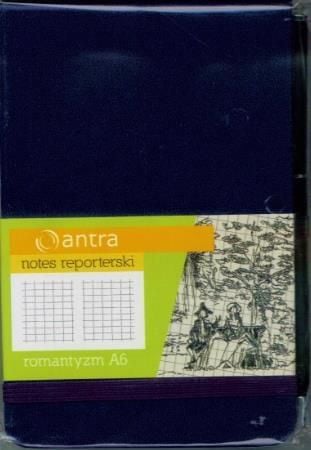 antra
notes reporterski
romantyzm A6